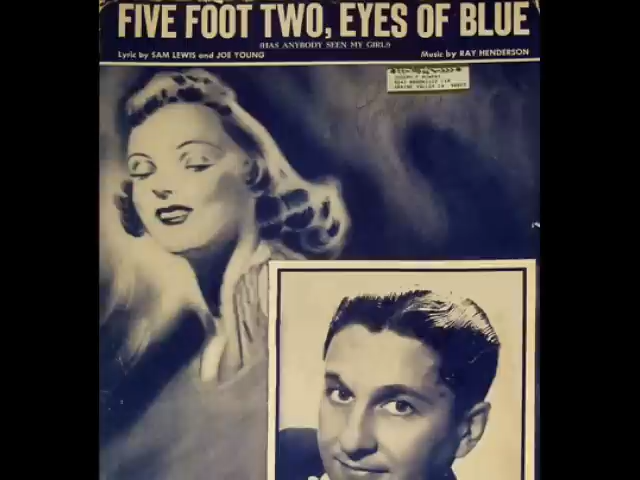 FIVE FOOT TWO, EYES OF BLUE
(HAS ANYBODY SEEN MY GIRL?)
Lyric by SAM LEWIS and JOE YOUNG
Music by RAY HENDERSON